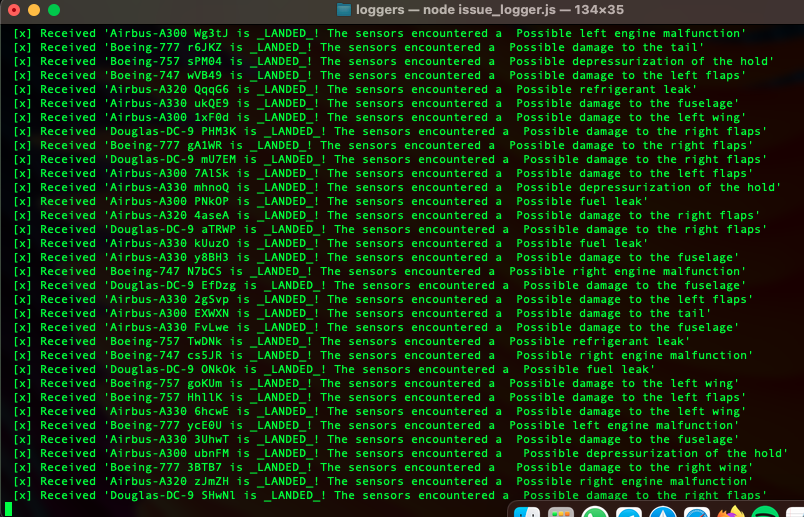 loggers — node issue_logger.js — 134×35
[x] Received 'Airbus-A300 Wg3tJ is _LANDED_! The sensors encountered a  Possible left engine malfunction'
[x] Received 'Boeing-777 r6JKZ is _LANDED_! The sensors encountered a  Possible damage to the tail'
[x] Received 'Boeing-757 sPM04 is _LANDED_! The sensors encountered a  Possible depressurization of the hold'
[x] Received 'Boeing-747 wVB49 is _LANDED_! The sensors encountered a  Possible damage to the left flaps'
[x] Received 'Airbus-A320 QqqG6 is _LANDED_! The sensors encountered a  Possible refrigerant leak'
[x] Received 'Airbus-A330 ukQE9 is _LANDED_! The sensors encountered a  Possible damage to the fuselage'
[x] Received 'Airbus-A300 1xF0d is _LANDED_! The sensors encountered a  Possible damage to the left wing'
[x] Received 'Douglas-DC-9 PHM3K is _LANDED_! The sensors encountered a  Possible damage to the right flaps'
[x] Received 'Boeing-777 gA1WR is _LANDED_! The sensors encountered a  Possible damage to the right flaps'
[x] Received 'Douglas-DC-9 mU7EM is _LANDED_! The sensors encountered a  Possible damage to the right flaps'
[x] Received 'Airbus-A300 7AlSk is _LANDED_! The sensors encountered a  Possible damage to the left flaps'
[x] Received 'Airbus-A330 mhnoQ is _LANDED_! The sensors encountered a  Possible depressurization of the hold'
[x] Received 'Airbus-A300 PNkOP is _LANDED_! The sensors encountered a  Possible fuel leak'
[x] Received 'Airbus-A320 4aseA is _LANDED_! The sensors encountered a  Possible damage to the right flaps'
[x] Received 'Douglas-DC-9 aTRWP is _LANDED_! The sensors encountered a  Possible damage to the right flaps'
[x] Received 'Airbus-A330 kUuzO is _LANDED_! The sensors encountered a  Possible fuel leak'
[x] Received 'Airbus-A330 y8BH3 is _LANDED_! The sensors encountered a  Possible damage to the fuselage'
[x] Received 'Boeing-747 N7bCS is _LANDED_! The sensors encountered a  Possible right engine malfunction'
[x] Received 'Douglas-DC-9 EfDzg is _LANDED_! The sensors encountered a  Possible damage to the fuselage'
[x] Received 'Airbus-A330 2gSvp is _LANDED_! The sensors encountered a  Possible damage to the left flaps'
[x] Received 'Airbus-A300 EXWXN is _LANDED_! The sensors encountered a  Possible damage to the tail'
[x] Received 'Airbus-A330 FvLwe is _LANDED_! The sensors encountered a  Possible damage to the fuselage'
[x] Received 'Boeing-757 TwDNk is _LANDED_! The sensors encountered a  Possible refrigerant leak'
[x] Received 'Boeing-747 cs5JR is _LANDED_! The sensors encountered a  Possible right engine malfunction'
[x] Received 'Douglas-DC-9 ONkOk is _LANDED_! The sensors encountered a  Possible fuel leak'
[x] Received 'Boeing-757 goKUm is _LANDED_! The sensors encountered a  Possible damage to the left wing'
[x] Received 'Boeing-757 HhllK is _LANDED_! The sensors encountered a  Possible damage to the left flaps'
[x] Received 'Airbus-A330 6hcwE is _LANDED_! The sensors encountered a  Possible damage to the left wing'
[x] Received 'Boeing-777 ycE0U is _LANDED_! The sensors encountered a  Possible left engine malfunction'
[x] Received 'Airbus-A330 3UhwT is _LANDED_! The sensors encountered a  Possible damage to the fuselage'
[x] Received 'Airbus-A300 ubnFM is _LANDED_! The sensors encountered a  Possible depressurization of the hold'
[x] Received 'Boeing-777 3BTB7 is _LANDED_! The sensors encountered a  Possible damage to the right wing'
[x] Received 'Airbus-A320 zJmZH is _LANDED_! The sensors encountered a  Possible right engine malfunction'
[x] Received 'Douglas-DC-9 SHwNl is _LANDED_! The sensors encountered a  Possible damage to the right flaps'